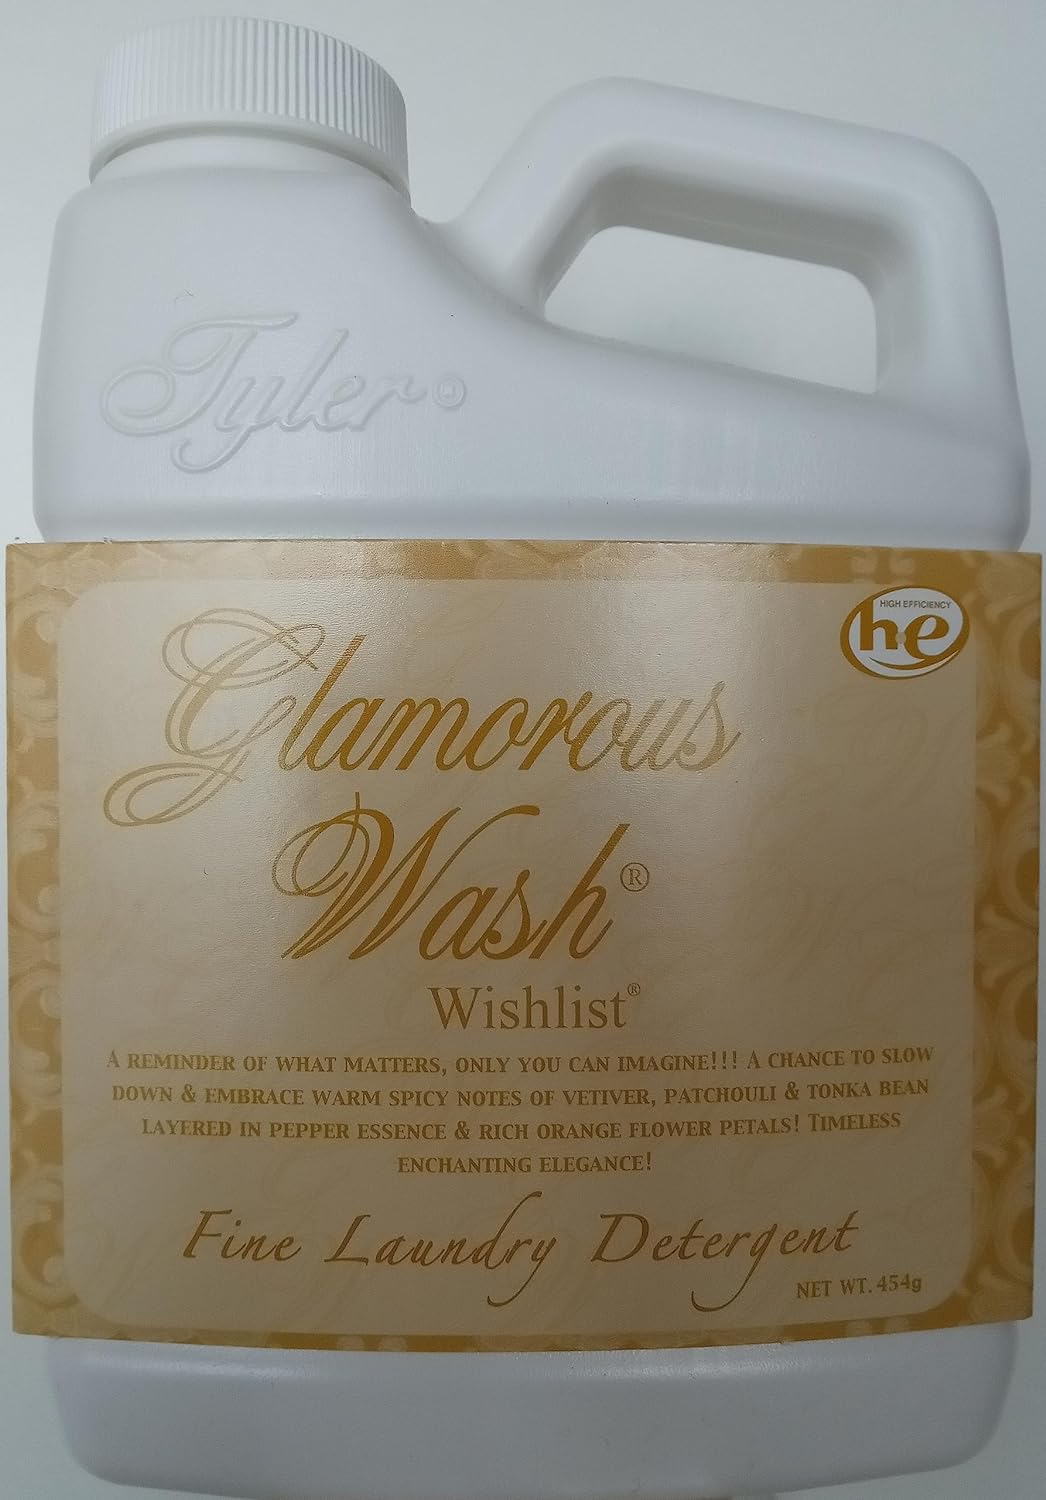 Tyler®
HIGH EFFICIENCY
he
Glamorous
Wash®
Wishlist®
A REMINDER OF WHAT MATTERS, ONLY YOU CAN IMAGINE!!! A CHANCE TO SLOW
DOWN & EMBRACE WARM SPICY NOTES OF VETIVER, PATCHOULI & TONKA BEAN
LAYERED IN PEPPER ESSENCE & RICH ORANGE FLOWER PETALS! TIMELESS
ENCHANTING ELEGANCE!
Fine Laundry Detergent
NET WT. 454g